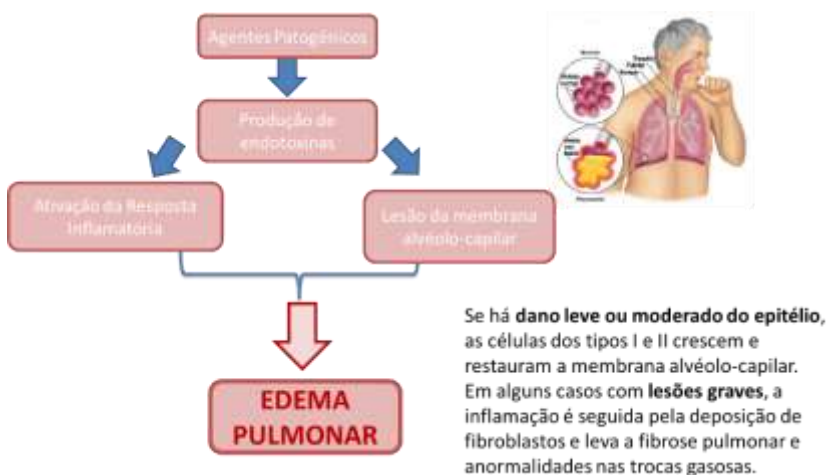 Agentes Patogênicos
Produção de
endotoxinas
Ativação da Resposta
Inflamatória
Lesão da membrana
alvéolo-capilar
EDEMA
PULMONAR
Se há dano leve ou moderado do epitélio,
as células dos tipos I e II crescem e
restauram a membrana alvéolo-capilar.
Em alguns casos com lesões graves, a
inflamação é seguida pela deposição de
fibroblastos e leva a fibrose pulmonar e
anormalidades nas trocas gasosas.